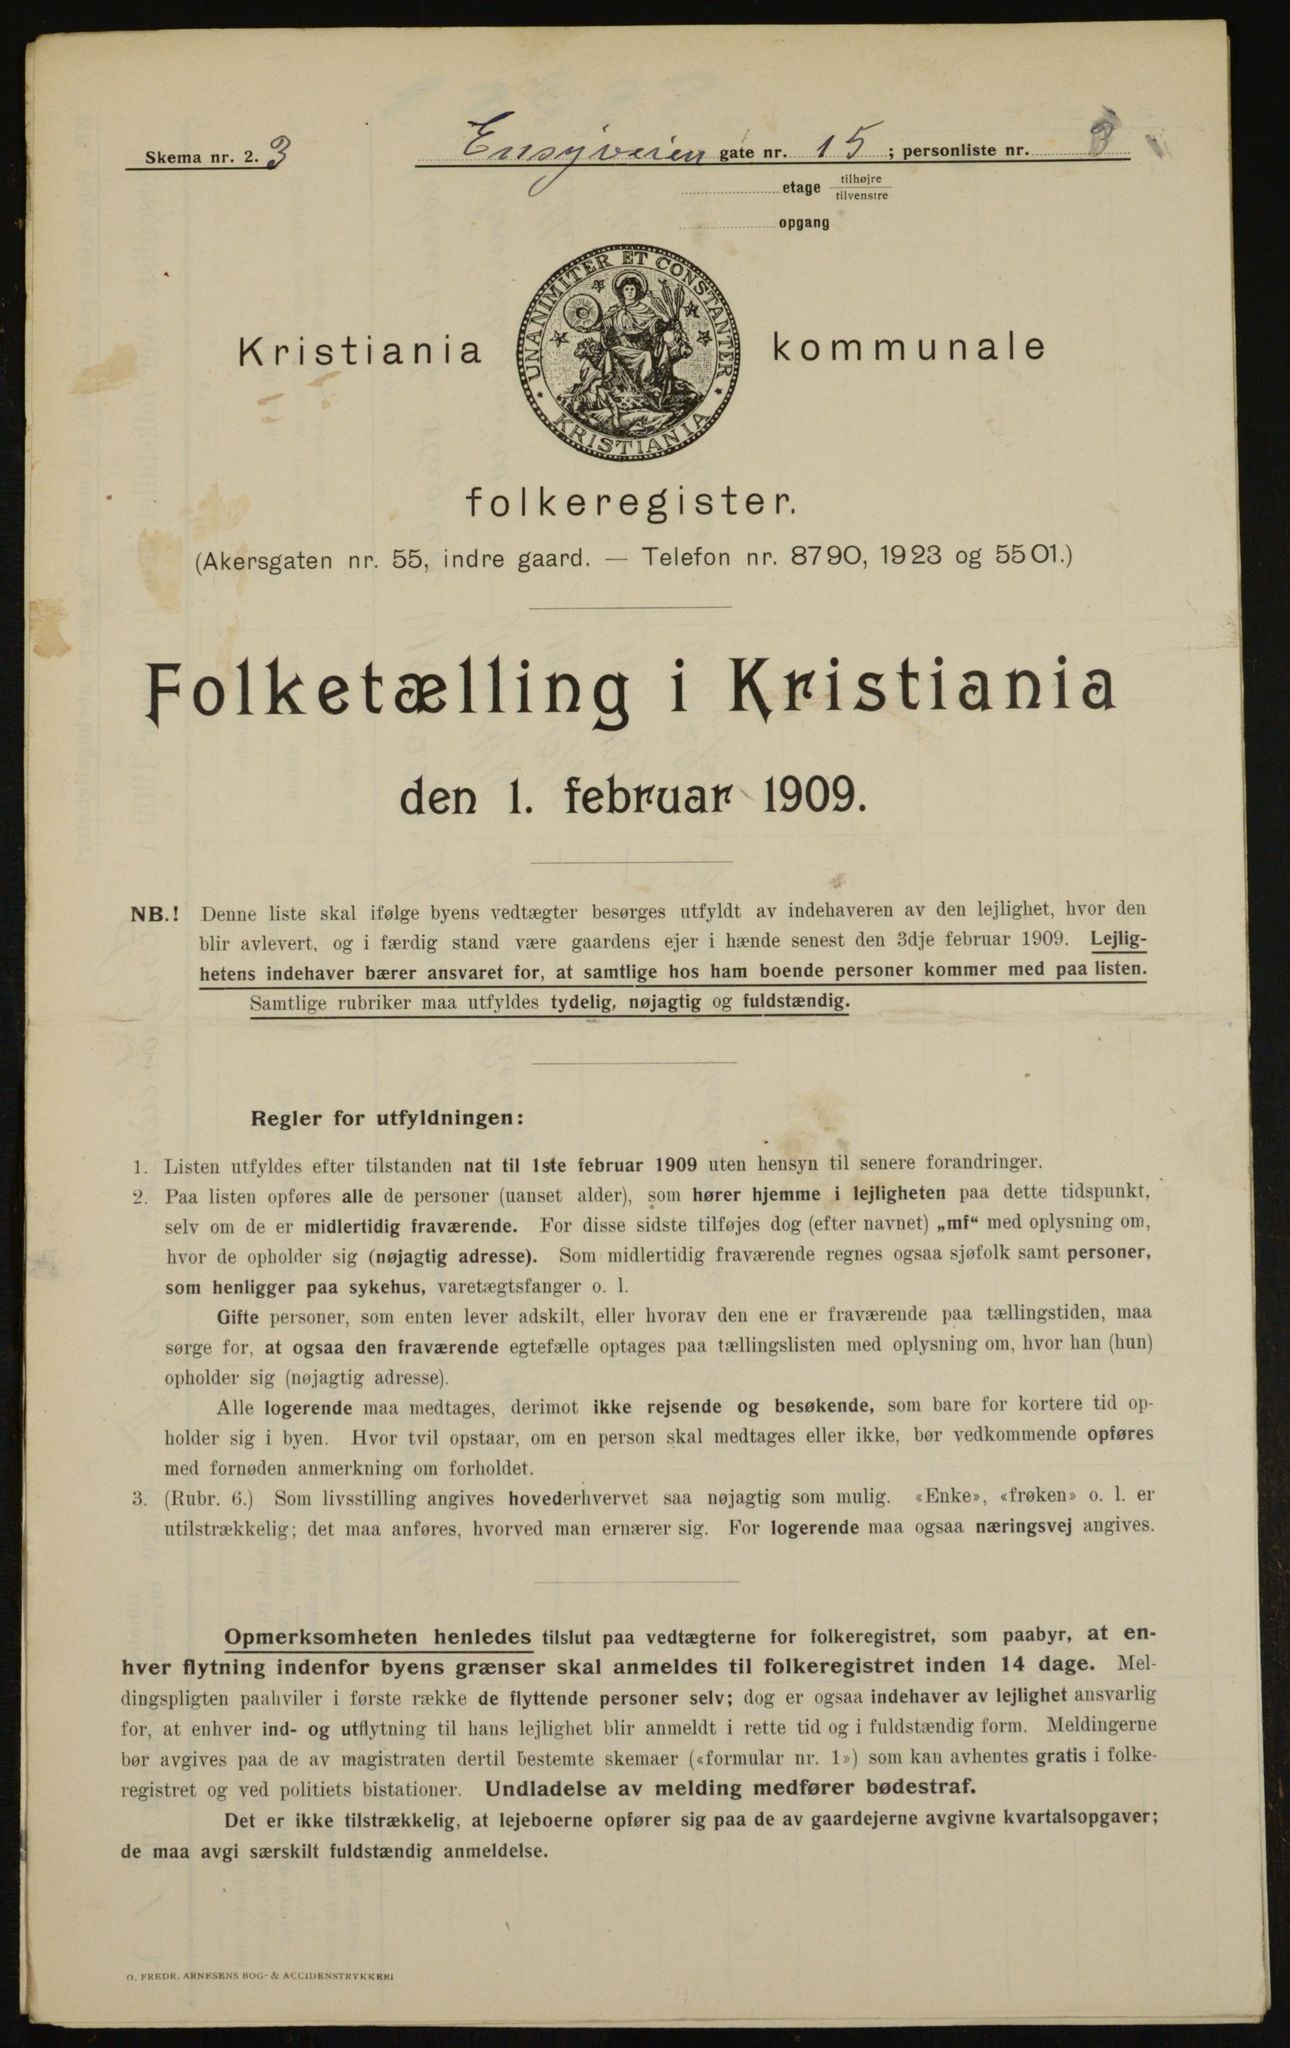 Skema nr. 2. 3
Ensjøveien gate nr. 15 ; personliste nr. 3
etage tilhøjre
tilvenstre
opgang
UNANIMITER ET CONSTANTER
KRISTIANIA
Kristiania kommunale
folkeregister.
(Akersgaten nr. 55, indre gaard. — Telefon nr. 8790, 1923 og 5501.)
Folketælling i Kristiania
den 1. februar 1909.
NB.! Denne liste skal ifølge byens vedtægter besørges utfyldt av indehaveren av den lejlighet, hvor den
blir avlevert, og i færdig stand være gaardens ejer i hænde senest den 3dje februar 1909. Lejlig-
hetens indehaver bærer ansvaret for, at samtlige hos ham boende personer kommer med paa listen.
Samtlige rubriker maa utfyldes tydelig, nøjagtig og fuldstændig.
Regler for utfyldningen:
1. Listen utfyldes efter tilstanden nat til 1ste februar 1909 uten hensyn til senere forandringer.
2. Paa listen opføres alle de personer (uanset alder), som hører hjemme i lejligheten paa dette tidspunkt,
selv om de er midlertidig fraværende. For disse sidste tilføjes dog (efter navnet) „mf“ med oplysning om,
hvor de opholder sig (nøjagtig adresse). Som midlertidig fraværende regnes ogsaa sjøfolk samt personer,
som henligger paa sykehus, varetægtsfanger o. l.
Gifte personer, som enten lever adskilt, eller hvorav den ene er fraværende paa tællingstiden, maa
sørge for, at ogsaa den fraværende egtefælle optages paa tællingslisten med oplysning om, hvor han (hun)
opholder sig (nøjagtig adresse).
Alle logerende maa medtages, derimot ikke rejsende og besøkende, som bare for kortere tid op-
holder sig i byen. Hvor tvil opstaar, om en person skal medtages eller ikke, bør vedkommende opføres
med fornøden anmerkning om forholdet.
3. (Rubr. 6.) Som livsstilling angives hovederhvervet saa nøjagtig som mulig. «Enke», «frøken» o. l. er
utilstrækkelig; det maa anføres, hvorved man ernærer sig. For logerende maa ogsaa næringsvej angives.
Opmerksomheten henledes tilslut paa vedtægterne for folkeregistret, som paabyr, at en-
hver flytning indenfor byens grænser skal anmeldes til folkeregistret inden 14 dage. Mel-
dingspligten paahviler i første række de flyttende personer selv; dog er ogsaa indehaver av lejlighet ansvarlig
for, at enhver ind- og utflytning til hans lejlighet blir anmeldt i rette tid og i fuldstændig form. Meldingerne
bør avgives paa de av magistraten dertil bestemte skemaer («formular nr. 1») som kan avhentes gratis i folke-
registret og ved politiets bistationer. Undladelse av melding medfører bødestraf.
Det er ikke tilstrækkelig, at lejeboerne opfører sig paa de av gaardejerne avgivne kvartalsopgaver;
de maa avgi særskilt fuldstændig anmeldelse.
O. FREDR. ARNESENS BOG- & ACCIDENSTRYKKERI